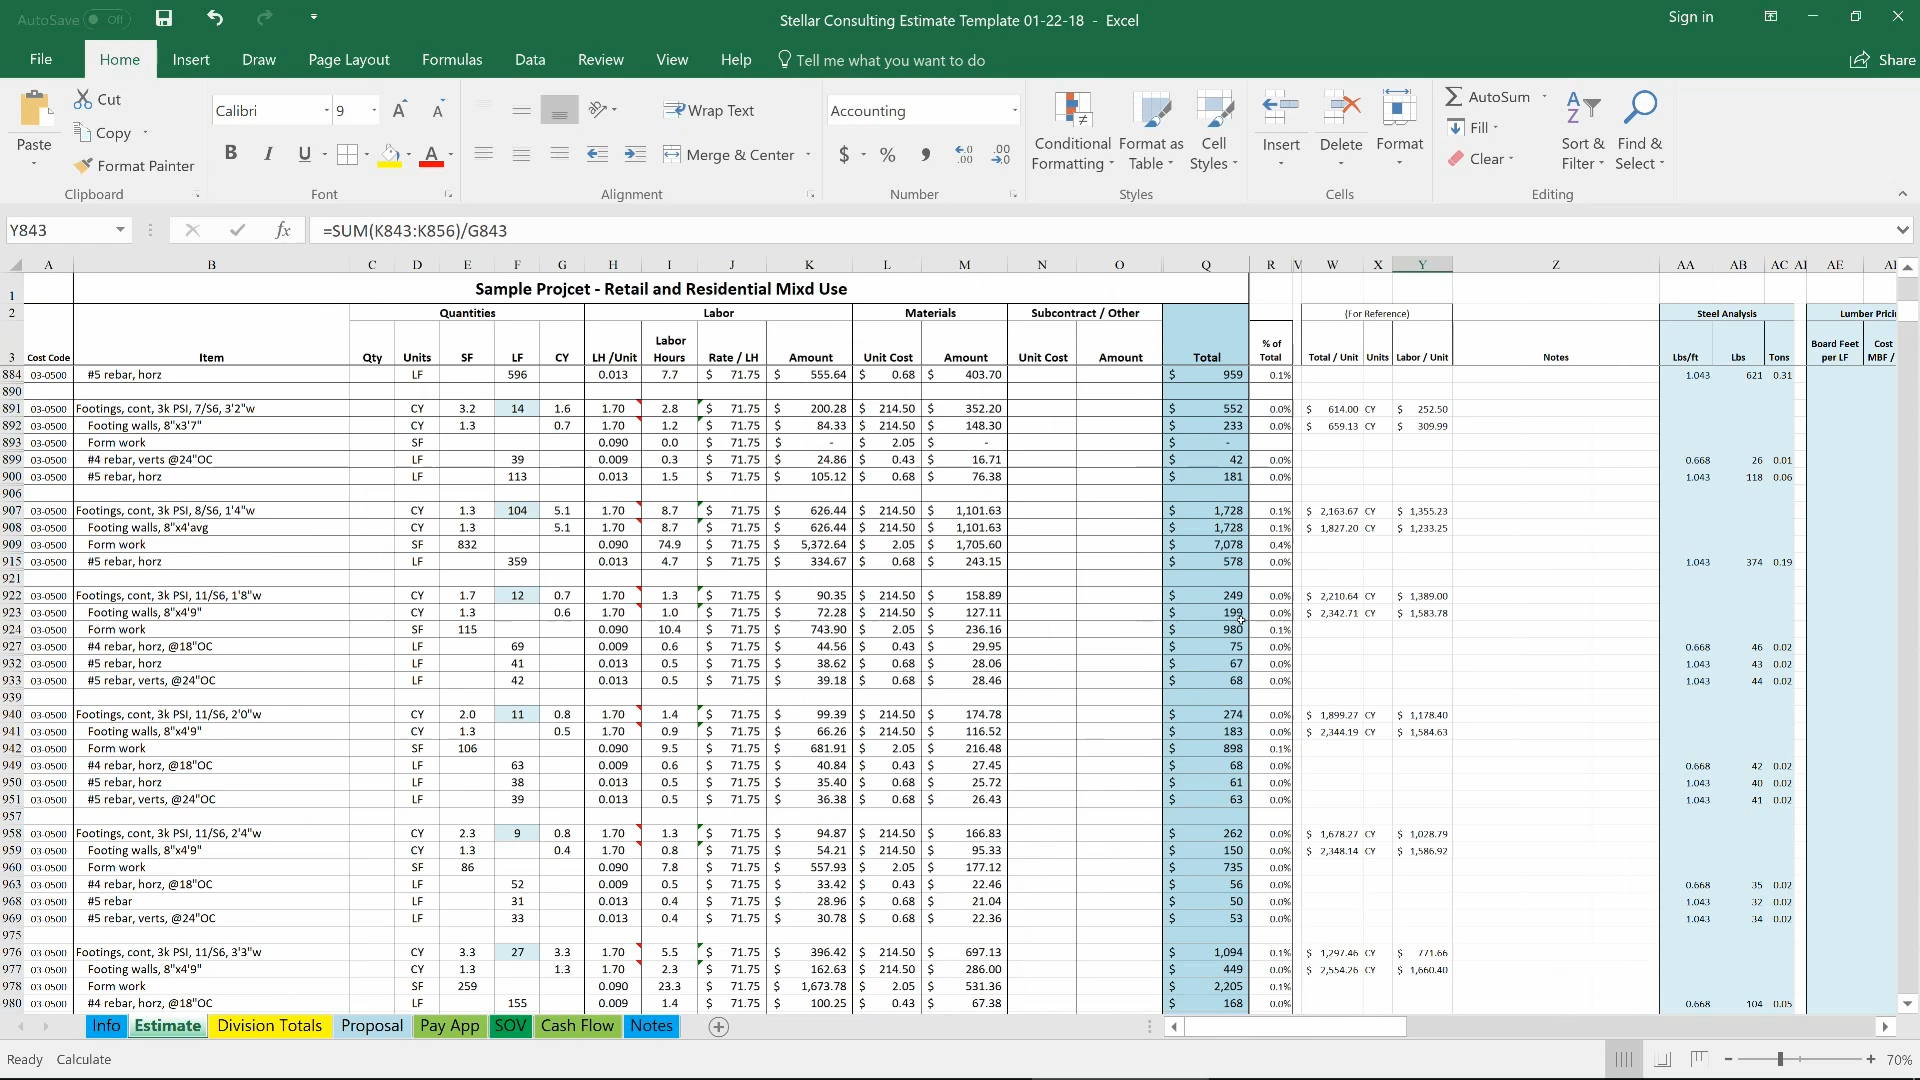 AutoSave Off
Stellar Consulting Estimate Template 01-22-18 - Excel
Sign in
File Home Insert Draw Page Layout Formulas Data Review View Help Tell me what you want to do Share
Paste Cut Copy Format Painter Clipboard
Calibri 9 A A B I U A Font
Wrap Text Merge & Center Alignment
Accounting $ % , .00 .00 Number
Conditional Formatting Format as Table Cell Styles Styles
Insert Delete Format Cells
AutoSum Fill Clear Sort & Filter Find & Select Editing
Y843 fx =SUM(K843:K856)/G843
A B C D E F G H I J K L M N O Q R V W X Y Z AA AB AC AE
1 Sample Projcet - Retail and Residential Mixd Use
2 Quantities Labor Materials Subcontract / Other (For Reference) Steel Analysis Lumber Prici
3 Cost Code Item Qty Units SF LF CY LH /Unit Labor Hours Rate / LH Amount Unit Cost Amount Unit Cost Amount Total % of Total Total / Unit Units Labor / Unit Notes Lbs/ft Lbs Tons Board Feet per LF Cost MBF /
884 03-0500 #5 rebar, horz LF 596 0.013 7.7 $ 71.75 $ 555.64 $ 0.68 $ 403.70 $ 959 0.1% 1.043 621 0.31
890
891 03-0500 Footings, cont, 3k PSI, 7/S6, 3'2"w CY 3.2 14 1.6 1.70 2.8 $ 71.75 $ 200.28 $ 214.50 $ 352.20 $ 552 0.0% $ 614.00 CY $ 252.50
892 03-0500 Footing walls, 8"x3'7" CY 1.3 0.7 1.70 1.2 $ 71.75 $ 84.33 $ 214.50 $ 148.30 $ 233 0.0% $ 659.13 CY $ 309.99
893 03-0500 Form work SF 0.090 0.0 $ 71.75 $ - $ 2.05 $ - $ -
899 03-0500 #4 rebar, verts @24"OC LF 39 0.009 0.3 $ 71.75 $ 24.86 $ 0.43 $ 16.71 $ 42 0.0% 0.668 26 0.01
900 03-0500 #5 rebar, horz LF 113 0.013 1.5 $ 71.75 $ 105.12 $ 0.68 $ 76.38 $ 181 0.0% 1.043 118 0.06
906
907 03-0500 Footings, cont, 3k PSI, 8/S6, 1'4"w CY 1.3 104 5.1 1.70 8.7 $ 71.75 $ 626.44 $ 214.50 $ 1,101.63 $ 1,728 0.1% $ 2,163.67 CY $ 1,355.23
908 03-0500 Footing walls, 8"x4'avg CY 1.3 5.1 1.70 8.7 $ 71.75 $ 626.44 $ 214.50 $ 1,101.63 $ 1,728 0.1% $ 1,827.20 CY $ 1,233.25
909 03-0500 Form work SF 832 0.090 74.9 $ 71.75 $ 5,372.64 $ 2.05 $ 1,705.60 $ 7,078 0.4%
915 03-0500 #5 rebar, horz LF 359 0.013 4.7 $ 71.75 $ 334.67 $ 0.68 $ 243.15 $ 578 0.0% 1.043 374 0.19
921
922 03-0500 Footings, cont, 3k PSI, 11/S6, 1'8"w CY 1.7 12 0.7 1.70 1.3 $ 71.75 $ 90.35 $ 214.50 $ 158.89 $ 249 0.0% $ 2,210.64 CY $ 1,389.00
923 03-0500 Footing walls, 8"x4'9" CY 1.3 0.6 1.70 1.0 $ 71.75 $ 72.28 $ 214.50 $ 127.11 $ 199 0.0% $ 2,342.71 CY $ 1,583.78
924 03-0500 Form work SF 115 0.090 10.4 $ 71.75 $ 743.90 $ 2.05 $ 236.16 $ 980 0.1%
927 03-0500 #4 rebar, horz, @18"OC LF 69 0.009 0.6 $ 71.75 $ 44.56 $ 0.43 $ 29.95 $ 75 0.0% 0.668 46 0.02
932 03-0500 #5 rebar, horz LF 41 0.013 0.5 $ 71.75 $ 38.62 $ 0.68 $ 28.06 $ 67 0.0% 1.043 43 0.02
933 03-0500 #5 rebar, verts, @24"OC LF 42 0.013 0.5 $ 71.75 $ 39.18 $ 0.68 $ 28.46 $ 68 0.0% 1.043 44 0.02
939
940 03-0500 Footings, cont, 3k PSI, 11/S6, 2'0"w CY 2.0 11 0.8 1.70 1.4 $ 71.75 $ 99.39 $ 214.50 $ 174.78 $ 274 0.0% $ 1,899.27 CY $ 1,178.40
941 03-0500 Footing walls, 8"x4'9" CY 1.3 0.5 1.70 0.9 $ 71.75 $ 66.26 $ 214.50 $ 116.52 $ 183 0.0% $ 2,344.19 CY $ 1,584.63
942 03-0500 Form work SF 106 0.090 9.5 $ 71.75 $ 681.91 $ 2.05 $ 216.48 $ 898 0.1%
949 03-0500 #4 rebar, horz, @18"OC LF 63 0.009 0.6 $ 71.75 $ 40.84 $ 0.43 $ 27.45 $ 68 0.0% 0.668 42 0.02
950 03-0500 #5 rebar, horz LF 38 0.013 0.5 $ 71.75 $ 35.40 $ 0.68 $ 25.72 $ 61 0.0% 1.043 40 0.02
951 03-0500 #5 rebar, verts, @24"OC LF 39 0.013 0.5 $ 71.75 $ 36.38 $ 0.68 $ 26.43 $ 63 0.0% 1.043 41 0.02
957
958 03-0500 Footings, cont, 3k PSI, 11/S6, 2'4"w CY 2.3 9 0.8 1.70 1.3 $ 71.75 $ 94.87 $ 214.50 $ 166.83 $ 262 0.0% $ 1,678.27 CY $ 1,028.79
959 03-0500 Footing walls, 8"x4'9" CY 1.3 0.4 1.70 0.8 $ 71.75 $ 54.21 $ 214.50 $ 95.33 $ 150 0.0% $ 2,348.14 CY $ 1,586.92
960 03-0500 Form work SF 86 0.090 7.8 $ 71.75 $ 557.93 $ 2.05 $ 177.12 $ 735 0.0%
963 03-0500 #4 rebar, horz, @18"OC LF 52 0.009 0.5 $ 71.75 $ 33.42 $ 0.43 $ 22.46 $ 56 0.0% 0.668 35 0.02
968 03-0500 #5 rebar LF 31 0.013 0.4 $ 71.75 $ 28.96 $ 0.68 $ 21.04 $ 50 0.0% 1.043 32 0.02
969 03-0500 #5 rebar, verts, @24"OC LF 33 0.013 0.4 $ 71.75 $ 30.78 $ 0.68 $ 22.36 $ 53 0.0% 1.043 34 0.02
975
976 03-0500 Footings, cont, 3k PSI, 11/S6, 3'3"w CY 3.3 27 3.3 1.70 5.5 $ 71.75 $ 396.42 $ 214.50 $ 697.13 $ 1,094 0.1% $ 1,297.46 CY $ 771.66
977 03-0500 Footing walls, 8"x4'9" CY 1.3 1.3 1.70 2.3 $ 71.75 $ 162.63 $ 214.50 $ 286.00 $ 449 0.0% $ 2,554.26 CY $ 1,660.40
978 03-0500 Form work SF 259 0.090 23.3 $ 71.75 $ 1,673.78 $ 2.05 $ 531.36 $ 2,205 0.1%
980 03-0500 #4 rebar, horz, @18"OC LF 155 0.009 1.4 $ 71.75 $ 100.25 $ 0.43 $ 67.38 $ 168 0.0% 0.668 104 0.05
Info Estimate Division Totals Proposal Pay App SOV Cash Flow Notes
Ready Calculate 70%